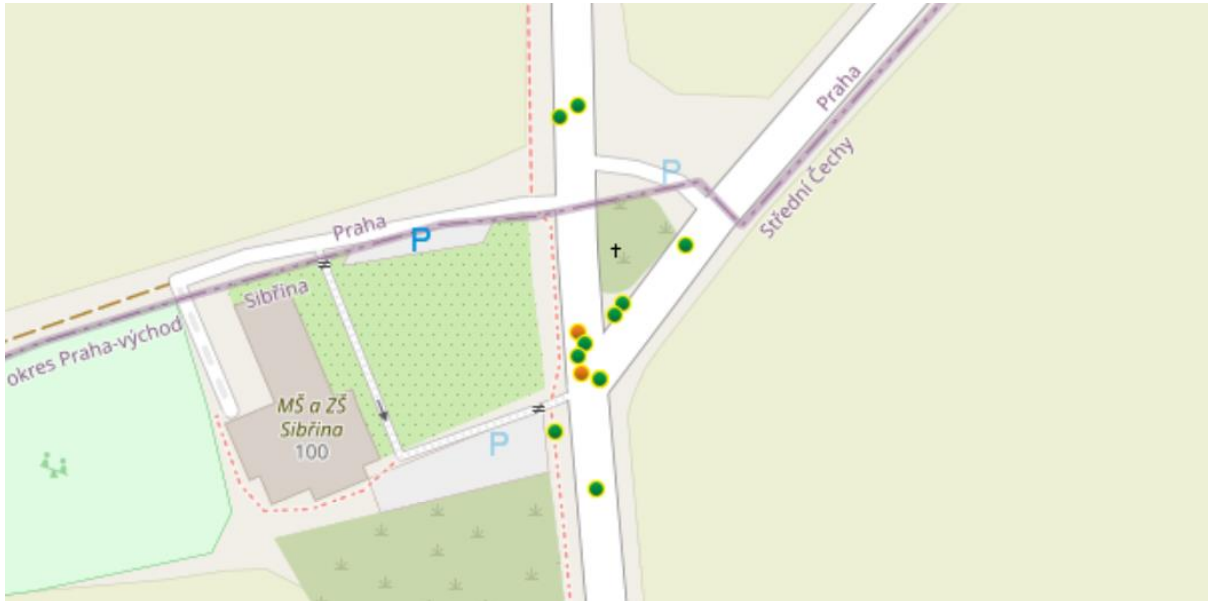 Praha
P
Střední Čechy
Praha
P
Sibřina
okres Praha-východ
MŠ a ZŠ
Sibřina
100
P